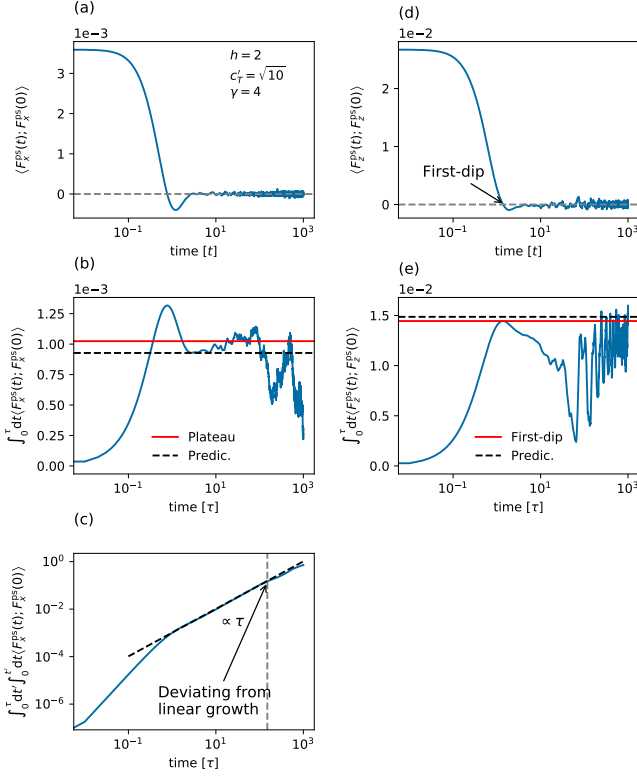 (a)
1e−3
⟨F_x^ps(t); F_x^ps(0)⟩
3
2
1
0
h = 2
c′_T = √10
γ = 4
10^−1
10^1
10^3
time [t]
(d)
1e−2
⟨F_z^ps(t); F_z^ps(0)⟩
2
1
0
First-dip
10^−1
10^1
10^3
time [t]
(b)
1e−3
∫_0^τ dt⟨F_x^ps(t); F_x^ps(0)⟩
1.25
1.00
0.75
0.50
0.25
0.00
Plateau
Predic.
10^−1
10^1
10^3
time [τ]
(e)
1e−2
∫_0^τ dt⟨F_z^ps(t); F_z^ps(0)⟩
1.5
1.0
0.5
0.0
First-dip
Predic.
10^−1
10^1
10^3
time [τ]
(c)
∫_0^τ dt′∫_0^t′ dt⟨F_x^ps(t); F_x^ps(0)⟩
10^0
10^−2
10^−4
10^−6
∝ τ
Deviating from
linear growth
10^−1
10^1
10^3
time [τ]